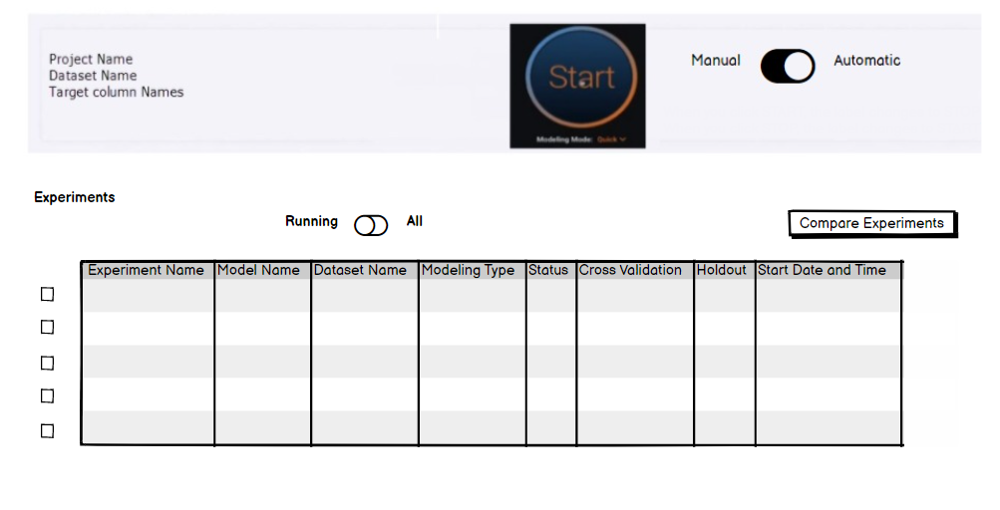 Project Name
Dataset Name
Target column Names
Start
Modeling Mode: Quick
Manual
Automatic
Experiments
Running
All
Compare Experiments
Experiment Name Model Name Dataset Name Modeling Type Status Cross Validation Holdout Start Date and Time